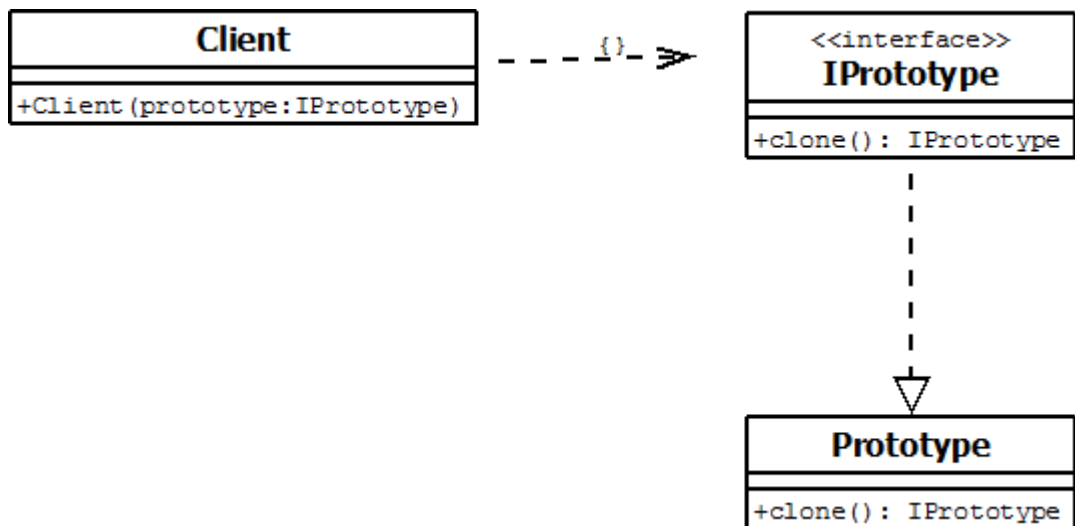 Client
+Client(prototype:IPrototype)
{}
<<interface>>
IPrototype
+clone(): IPrototype
Prototype
+clone(): IPrototype